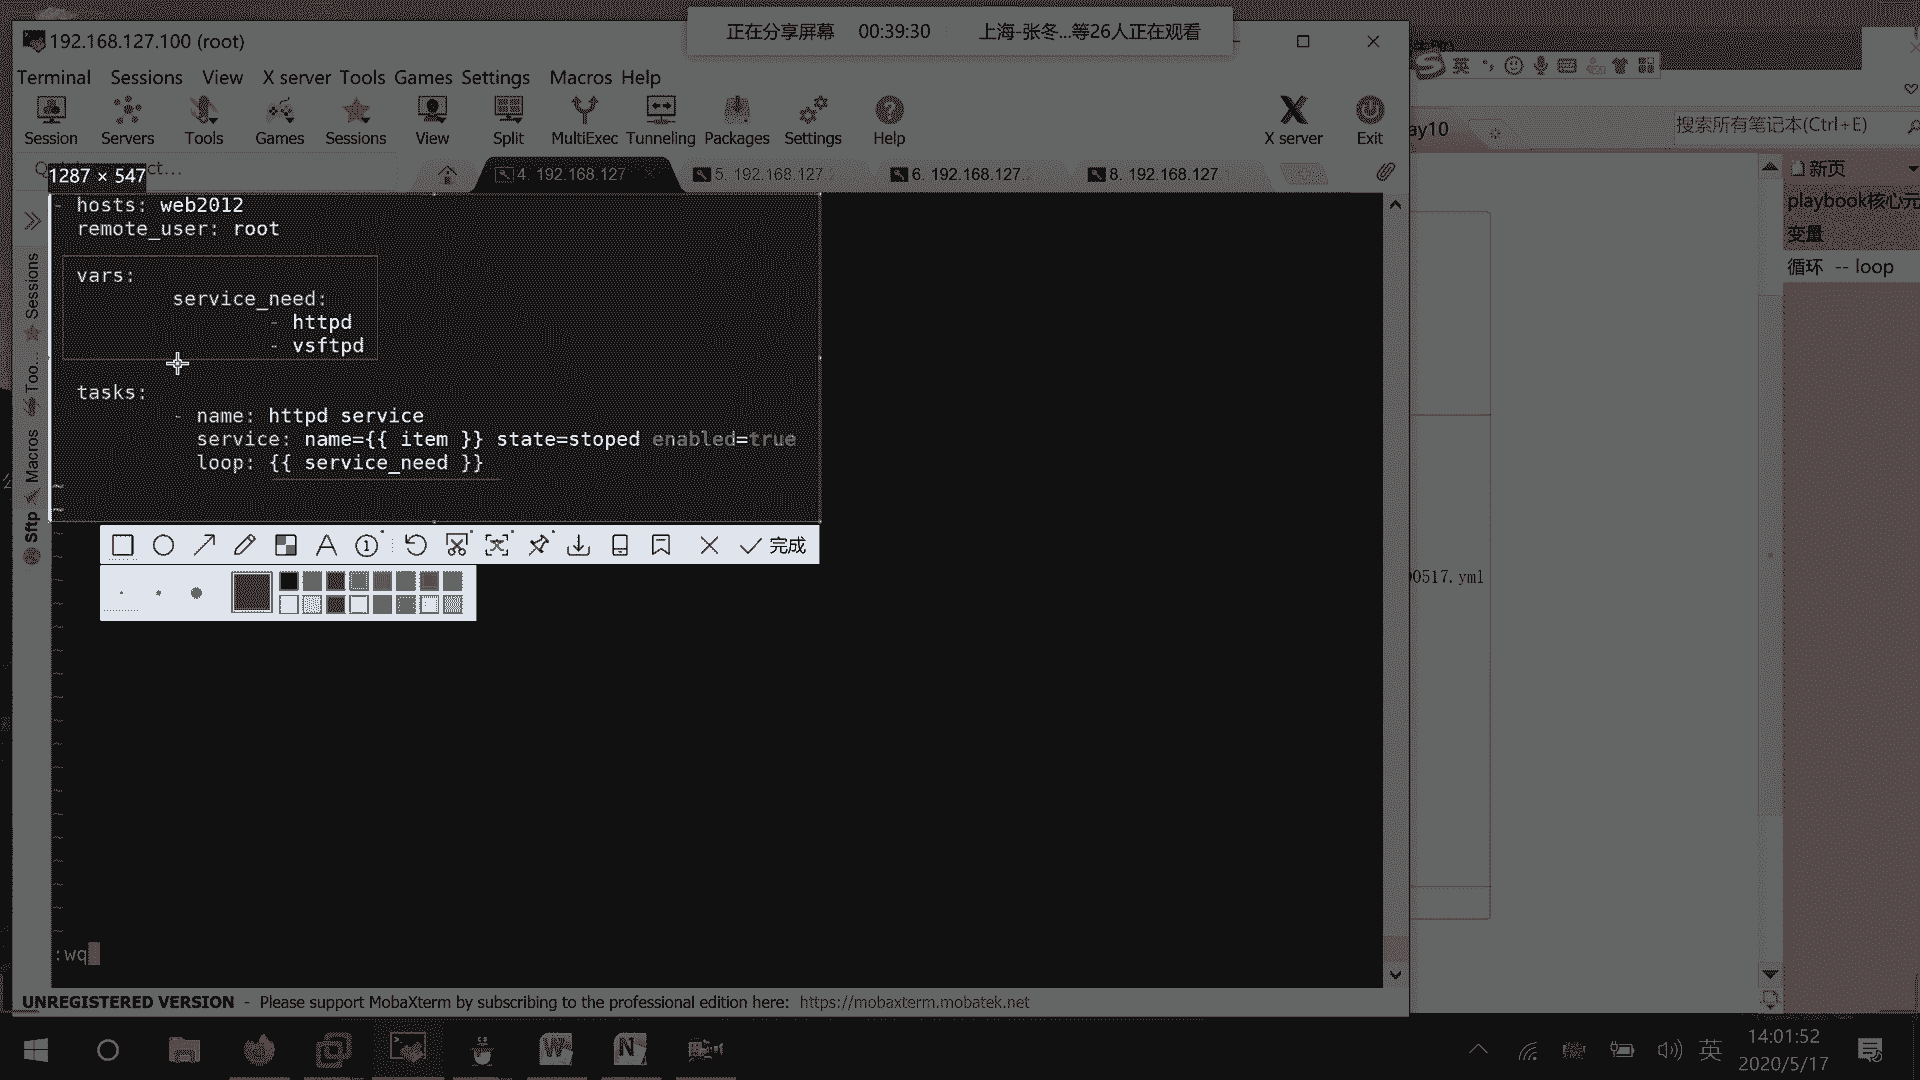 192.168.127.100 (root)
正在分享屏幕 00:39:30 上海-张冬...等26人正在观看
Terminal Sessions View X server Tools Games Settings Macros Help
英
Session Servers Tools Games Sessions View Split MultiExec Tunneling Packages Settings Help X server Exit
ay10
搜索所有笔记本(Ctrl+E)
ct...
1287 × 547
4. 192.168.127
5. 192.168.127.
6. 192.168.127.
8. 192.168.127.
新页
playbook核心元
变量
循环 -- loop
Sessions
Too...
Macros
Sftp
- hosts: web2012
remote_user: root
vars:
service_need:
- httpd
- vsftpd
tasks:
- name: httpd service
service: name={{ item }} state=stoped enabled=true
loop: {{ service_need }}
完成
00517.yml
:wq
UNREGISTERED VERSION - Please support MobaXterm by subscribing to the professional edition here: https://mobaxterm.mobatek.net
英
14:01:52
2020/5/17